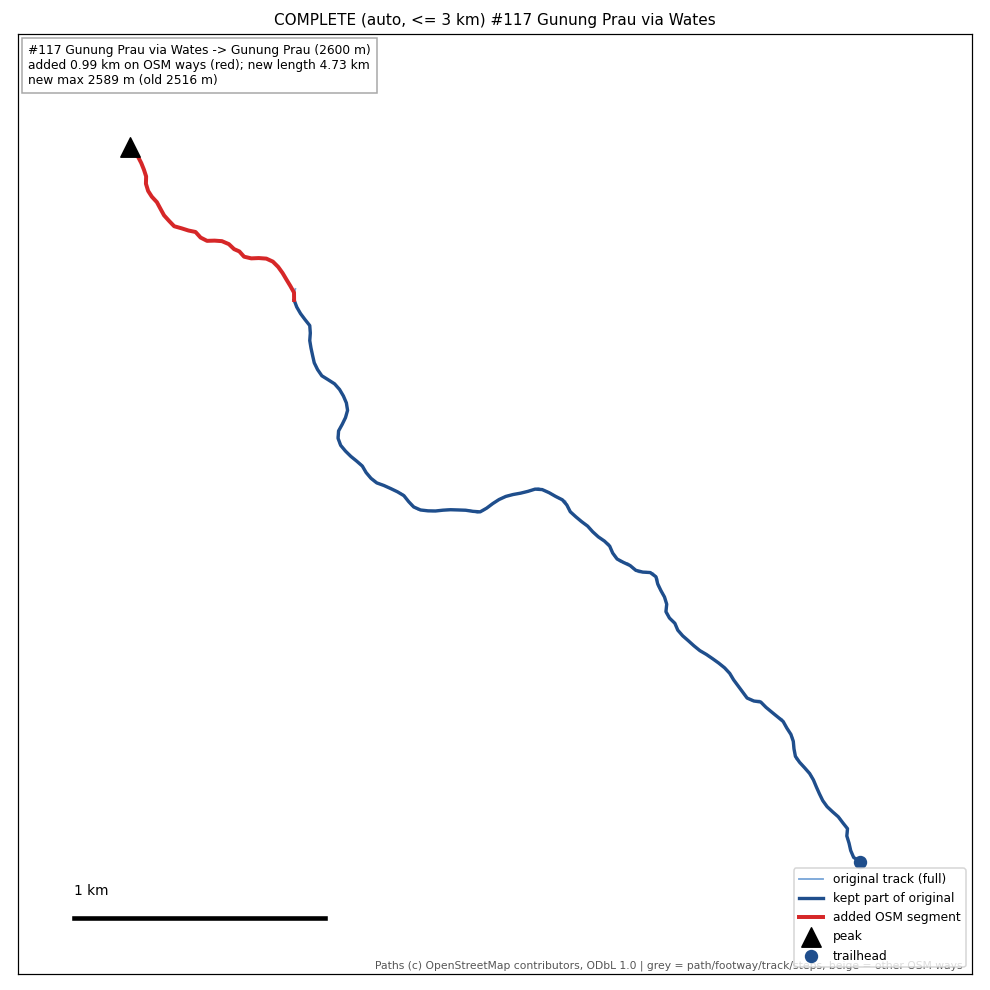 COMPLETE (auto, <= 3 km) #117 Gunung Prau via Wates
#117 Gunung Prau via Wates -> Gunung Prau (2600 m)
added 0.99 km on OSM ways (red); new length 4.73 km
new max 2589 m (old 2516 m)
1 km
original track (full)
kept part of original
added OSM segment
peak
trailhead
Paths (c) OpenStreetMap contributors, ODbL 1.0 | grey = path/footway/track/steps, beige = other OSM ways